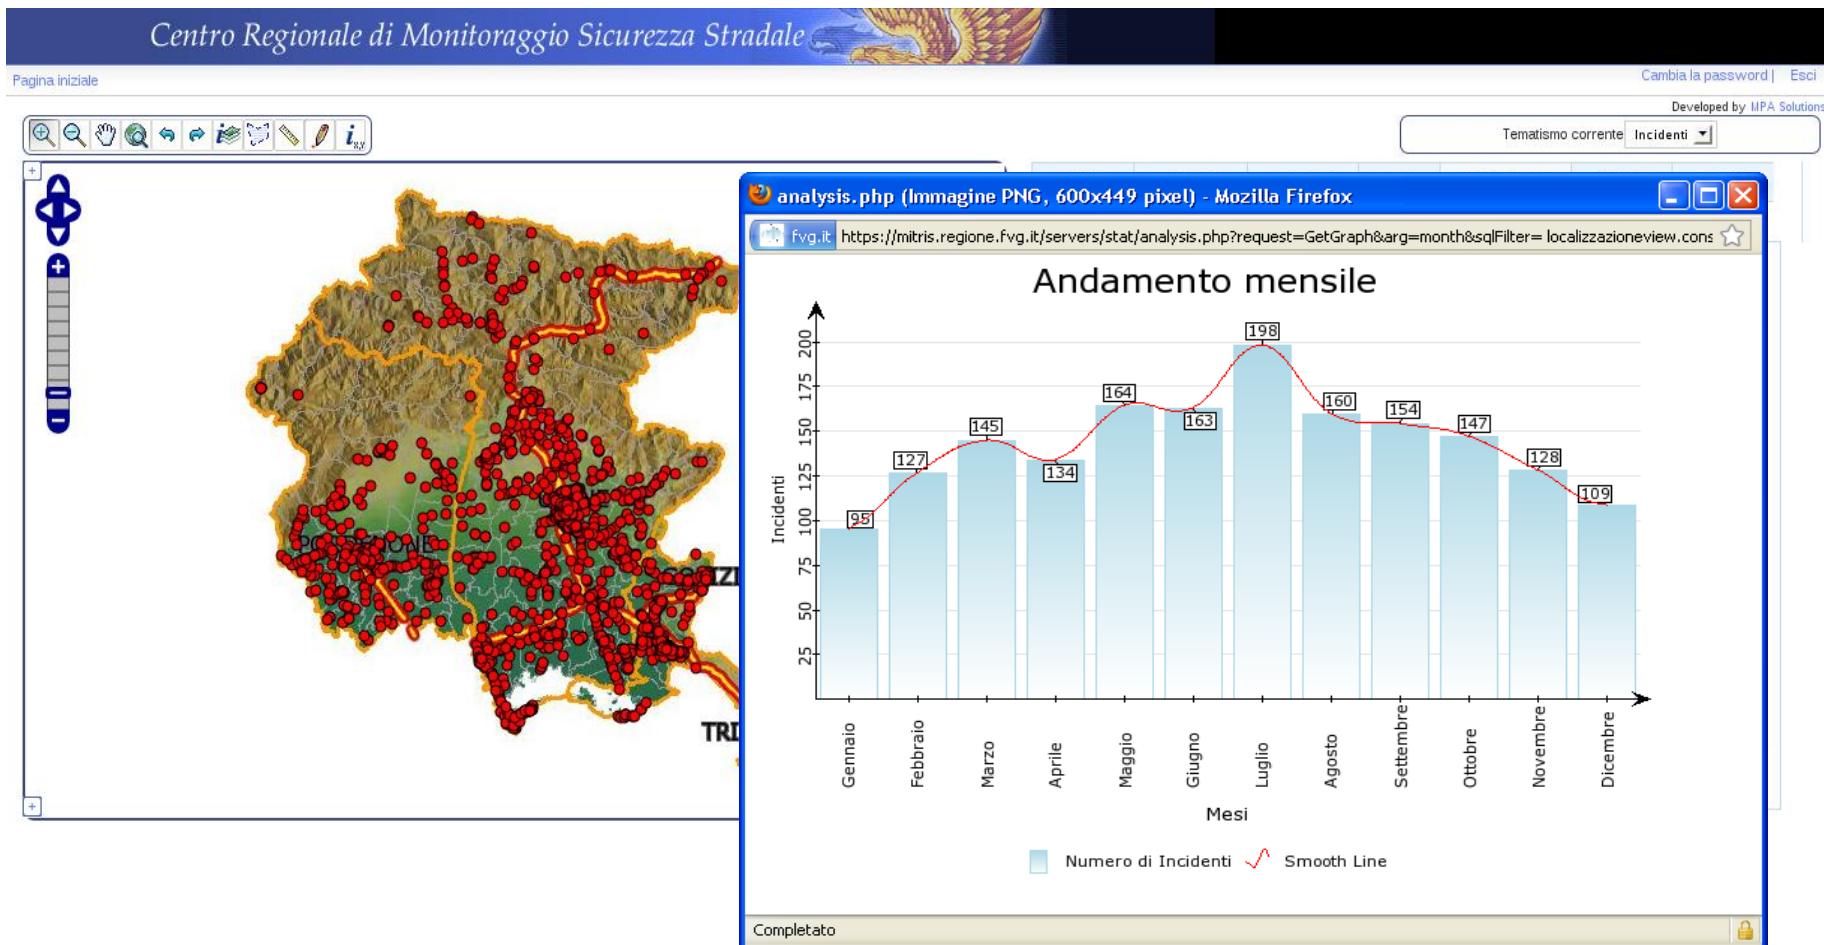 Centro Regionale di Monitoraggio Sicurezza Stradale
Pagina iniziale
Cambia la password | Esci
Developed by MPA Solutions
Tematismo corrente Incidenti
analysis.php (Immagine PNG, 600x449 pixel) - Mozilla Firefox
fvg.it https://mitris.regione.fvg.it/servers/stat/analysis.php?request=GetGraph&arg=month&sqlFilter= localizzazioneview.cons
Andamento mensile
200
175
150
125
100
75
50
25
Incidenti
95
127
145
134
164
163
198
160
154
147
128
109
Gennaio
Febbraio
Marzo
Aprile
Maggio
Giugno
Luglio
Agosto
Settembre
Ottobre
Novembre
Dicembre
Mesi
Numero di Incidenti
Smooth Line
Completato
PORDENONE
TRI